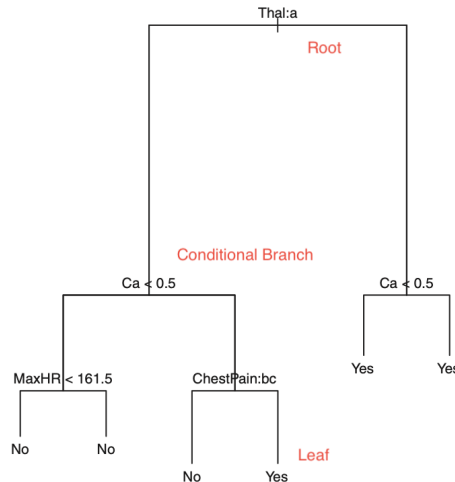 Thal:a
Root
Conditional Branch
Ca < 0.5
Ca < 0.5
Yes
Yes
MaxHR < 161.5
ChestPain:bc
No
No
Leaf
No
Yes